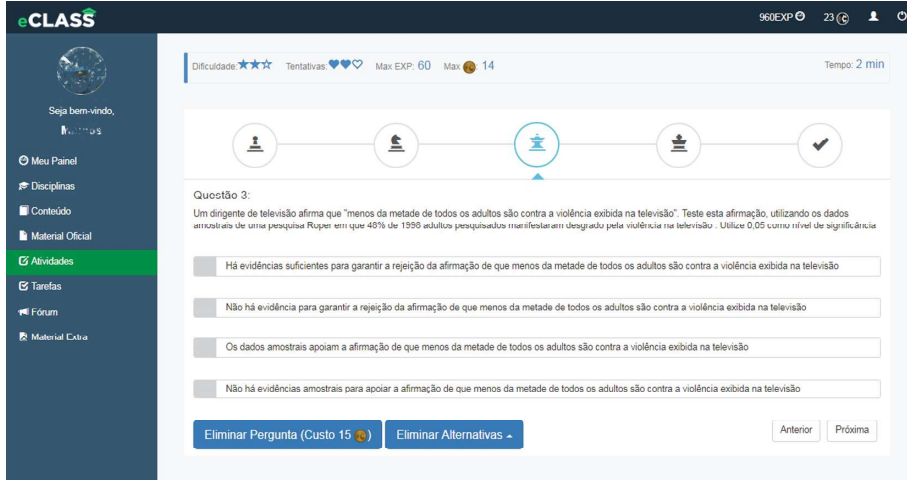 eCLASS
960EXP 23
Dificuldade: Tentativas: Max EXP: 60 Max : 14 Tempo: 2 min
Seja bem-vindo,
Meu Painel
Disciplinas
Conteúdo
Material Oficial
Atividades
Tarefas
Fórum
Material Extra
Questão 3:
Um dirigente de televisão afirma que "menos da metade de todos os adultos são contra a violência exibida na televisão". Teste esta afirmação, utilizando os dados
amostrais de uma pesquisa Roper em que 48% de 1998 adultos pesquisados manifestaram desgrado pela violência na televisão . Utilize 0,05 como nível de significância
Há evidências suficientes para garantir a rejeição da afirmação de que menos da metade de todos os adultos são contra a violência exibida na televisão
Não há evidência para garantir a rejeição da afirmação de que menos da metade de todos os adultos são contra a violência exibida na televisão
Os dados amostrais apoiam a afirmação de que menos da metade de todos os adultos são contra a violência exibida na televisão
Não há evidências amostrais para apoiar a afirmação de que menos da metade de todos os adultos são contra a violência exibida na televisão
Eliminar Pergunta (Custo 15 ) Eliminar Alternativas Anterior Próxima